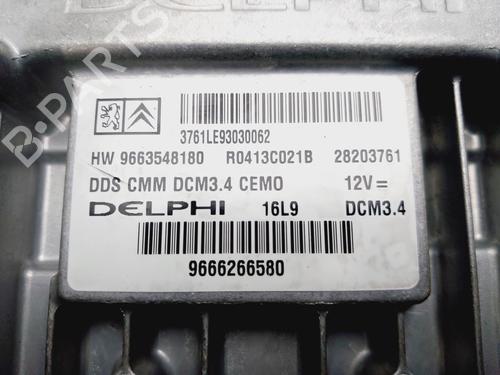 DELPHI
3761LE93030062
HW 9663548180 R0413C021B 28203761
DDS CMM DCM3.4 CEMO 12V=
DELPHI 16L9 DCM3.4
9666266580
B-PARTS